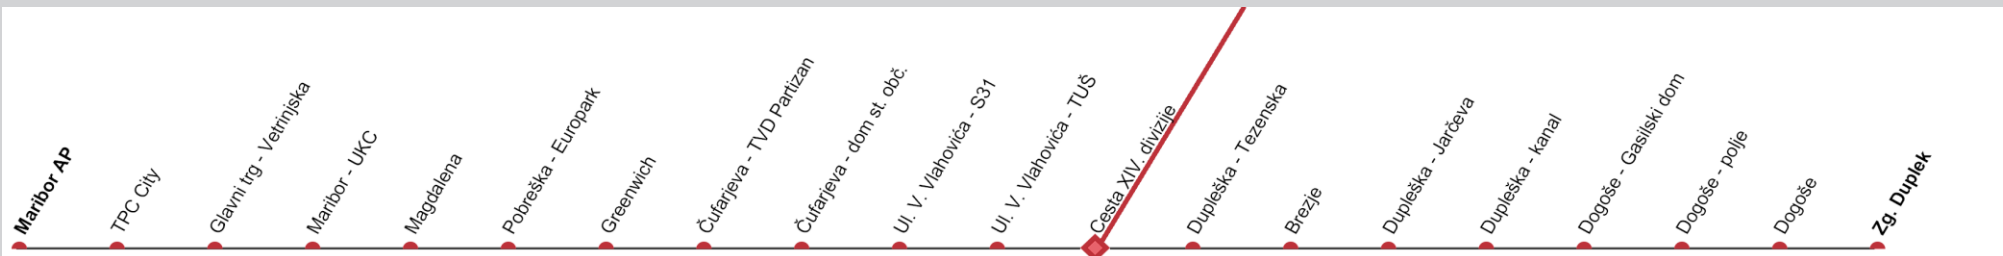 Maribor AP
TPC City
Glavni trg - Vetrinjska
Maribor - UKC
Magdalena
Pobreška - Europark
Greenwich
Čufarjeva - TVD Partizan
Čufarjeva - dom st. obč.
Ul. V. Vlahovića - S31
Ul. V. Vlahovića - TUŠ
Cesta XIV. divizije
Dupleška - Tezenska
Brezje
Dupleška - Jarčeva
Dupleška - kanal
Dogoše - Gasilski dom
Dogoše - polje
Dogoše
Zg. Duplek